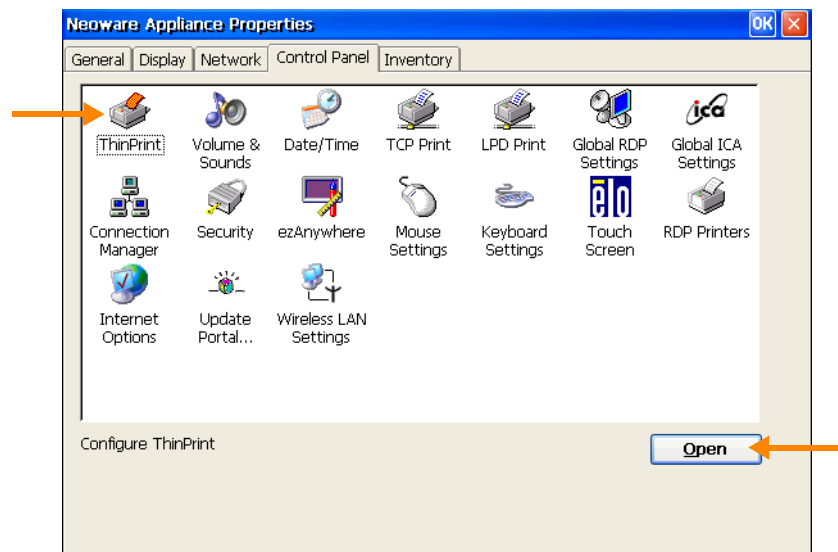 Neoware Appliance Properties OK
General Display Network Control Panel Inventory
ica
ThinPrint Volume & Date/Time TCP Print LPD Print Global RDP Global ICA
Sounds Settings Settings
elo
Connection Security ezAnywhere Mouse Keyboard Touch RDP Printers
Manager Settings Settings Screen
Internet Update Wireless LAN
Options Portal... Settings
Configure ThinPrint Open